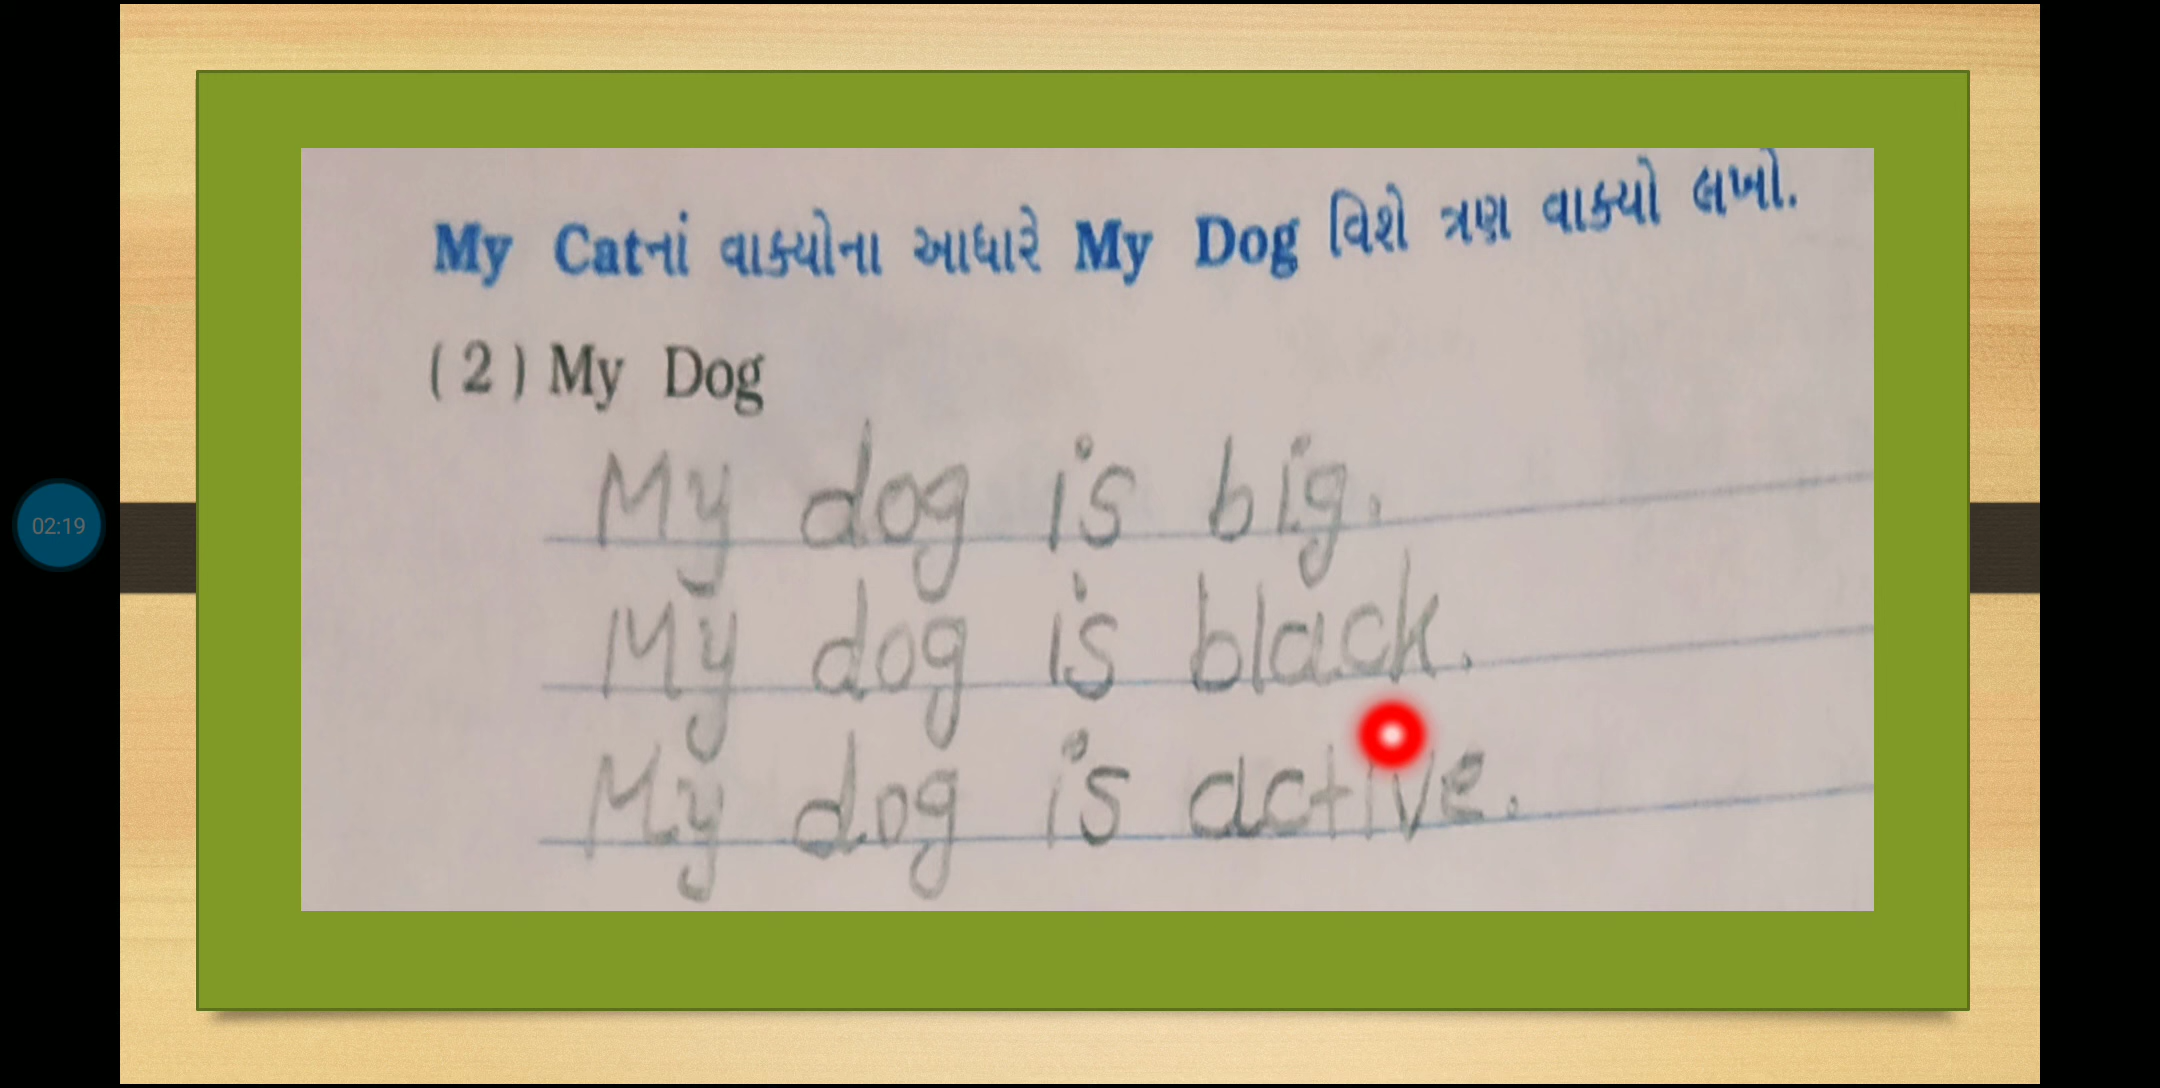 My Catનાં વાક્યોના આધારે My Dog વિશે ત્રણ વાક્યો લખો.
( 2 ) My Dog
My dog is big.
My dog is black.
My dog is active.
02:19